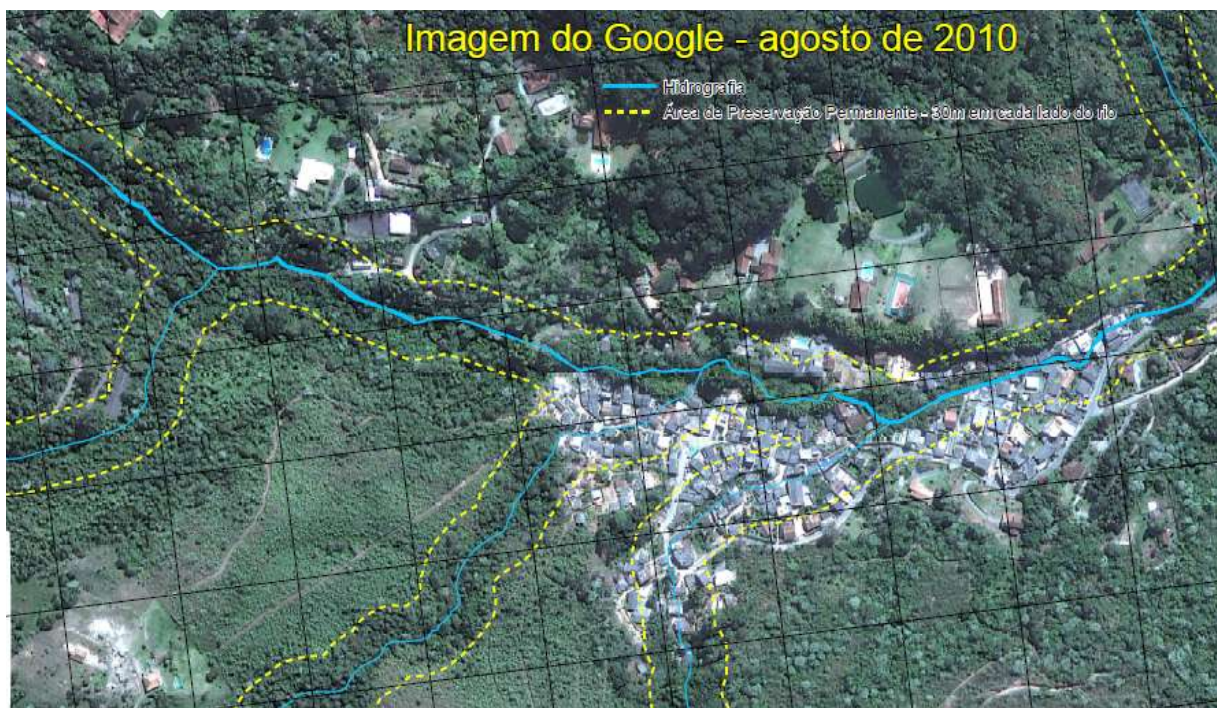 Imagem do Google - agosto de 2010
Hidrografia
Área de Preservação Permanente - 30m em cada lado do rio